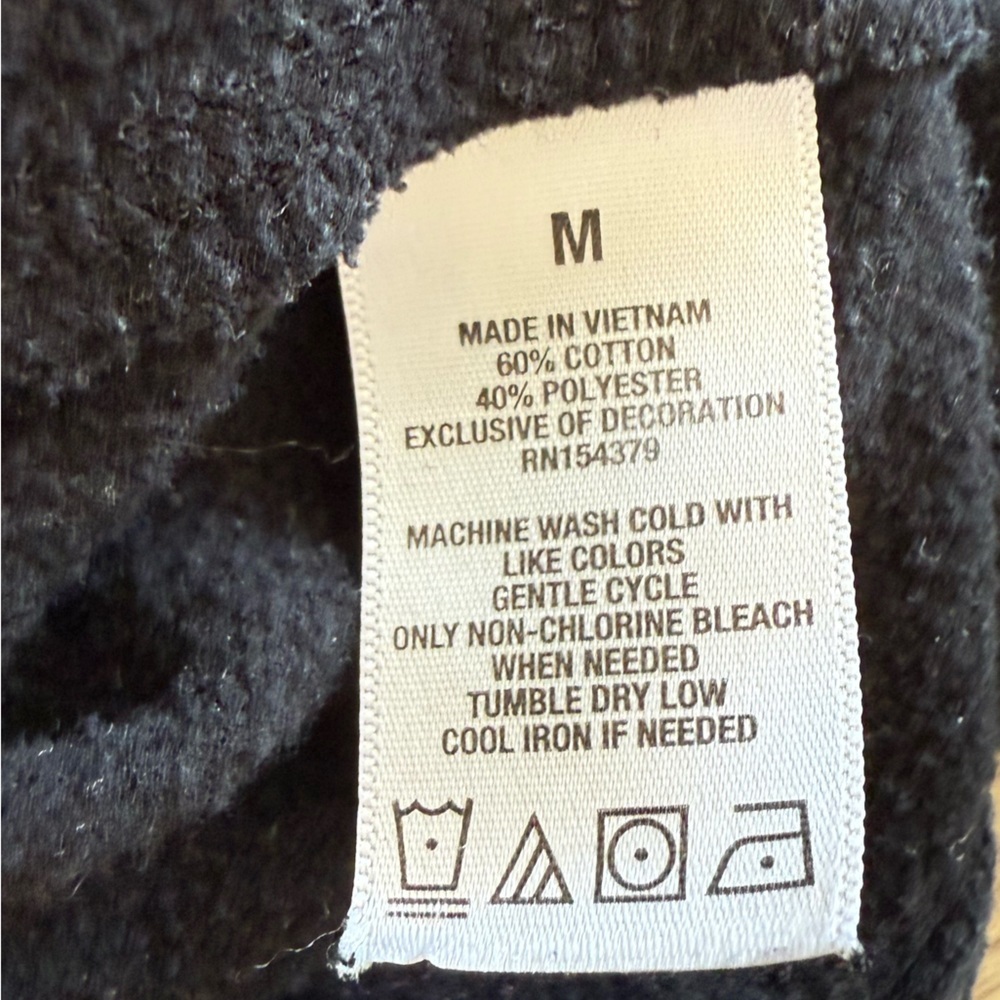 M
MADE IN VIETNAM
60% COTTON
40% POLYESTER
EXCLUSIVE OF DECORATION
RN154379
MACHINE WASH COLD WITH
LIKE COLORS
GENTLE CYCLE
ONLY NON-CHLORINE BLEACH
WHEN NEEDED
TUMBLE DRY LOW
COOL IRON IF NEEDED